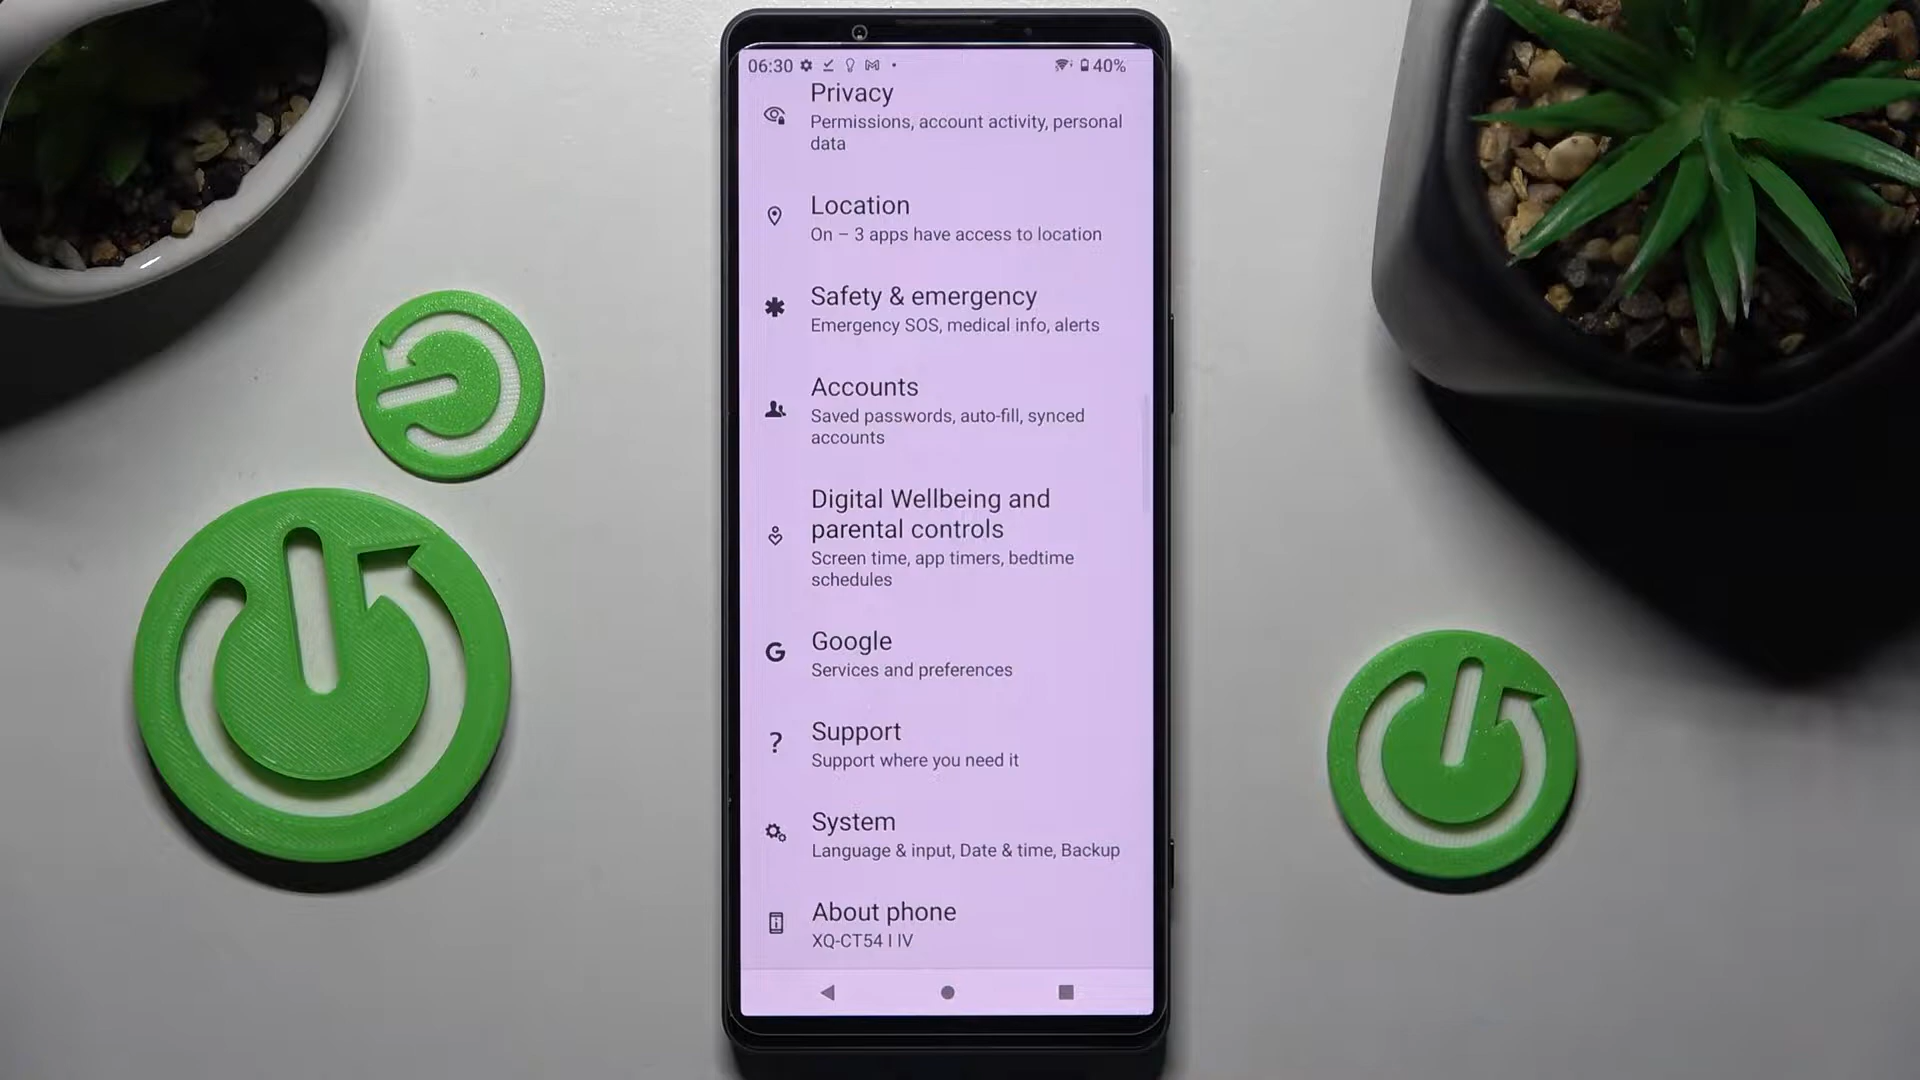 06:30 40%
Privacy
Permissions, account activity, personal
data
Location
On – 3 apps have access to location
Safety & emergency
Emergency SOS, medical info, alerts
Accounts
Saved passwords, auto-fill, synced
accounts
Digital Wellbeing and
parental controls
Screen time, app timers, bedtime
schedules
Google
Services and preferences
Support
Support where you need it
System
Language & input, Date & time, Backup
About phone
XQ-CT54 I IV